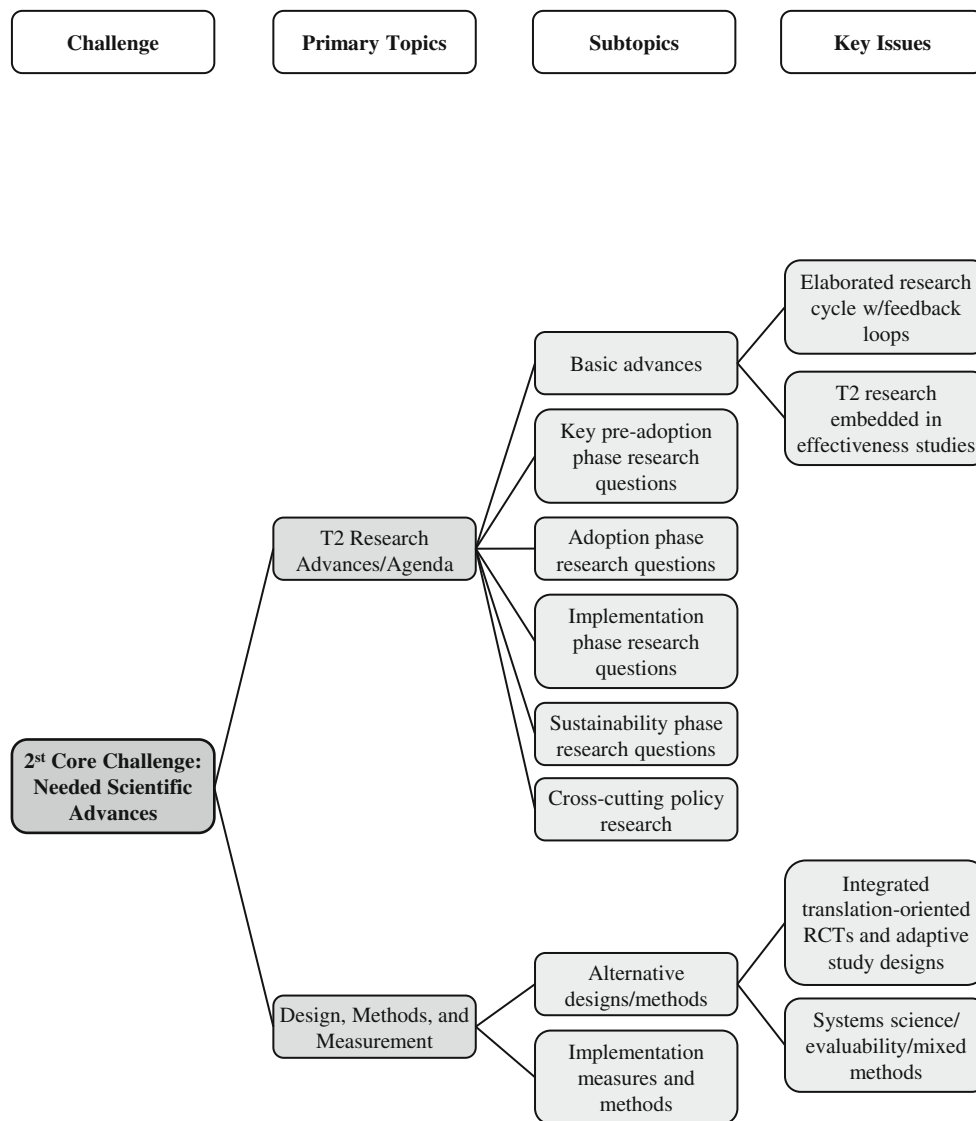 Challenge
Primary Topics
Subtopics
Key Issues
Elaborated research
cycle w/feedback
loops
Basic advances
T2 research
embedded in
effectiveness studies
Key pre-adoption
phase research
questions
T2 Research
Advances/Agenda
Adoption phase
research questions
Implementation
phase research
questions
Sustainability phase
research questions
2st Core Challenge:
Needed Scientific
Advances
Cross-cutting policy
research
Integrated
translation-oriented
RCTs and adaptive
study designs
Alternative
designs/methods
Design, Methods, and
Measurement
Systems science/
evaluability/mixed
methods
Implementation
measures and
methods